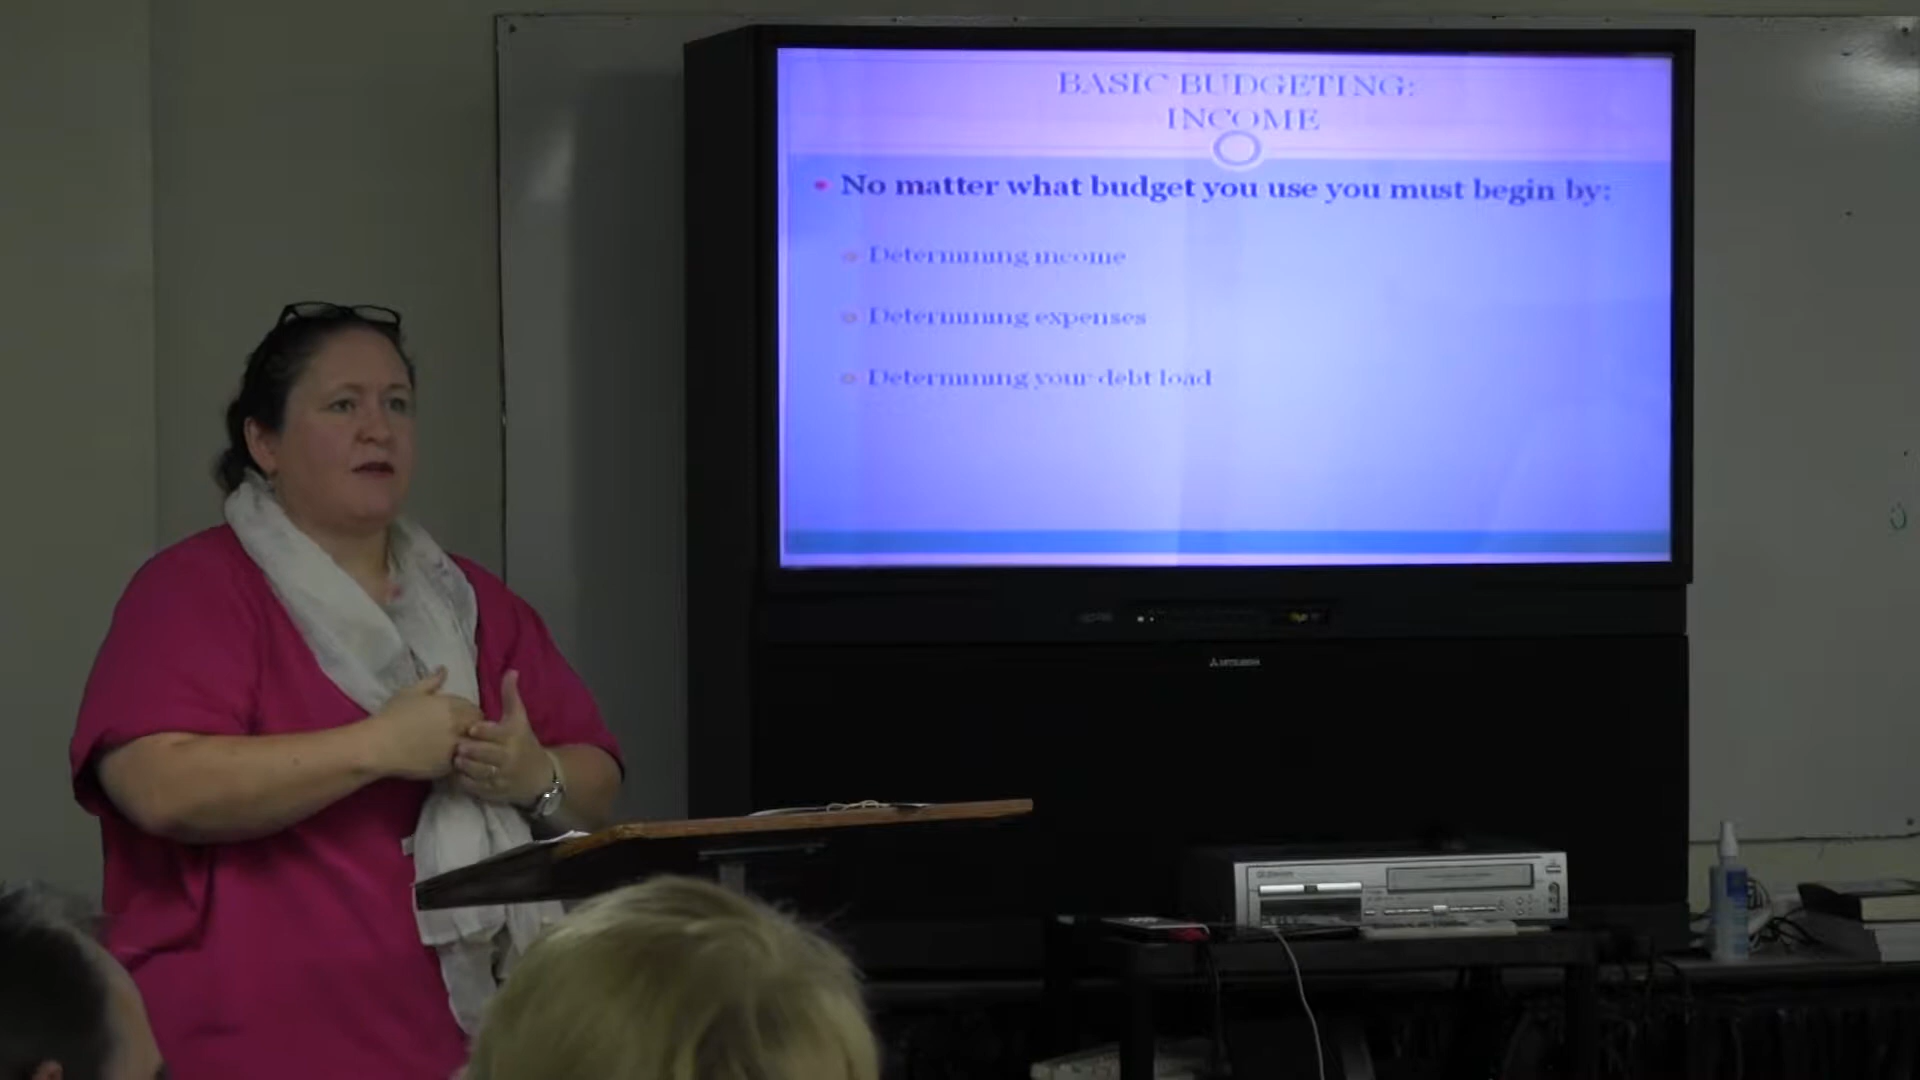 BASIC BUDGETING:
INCOME
No matter what budget you use you must begin by:
Determining income
Determining expenses
Determining your debt load
MITSUBISHI